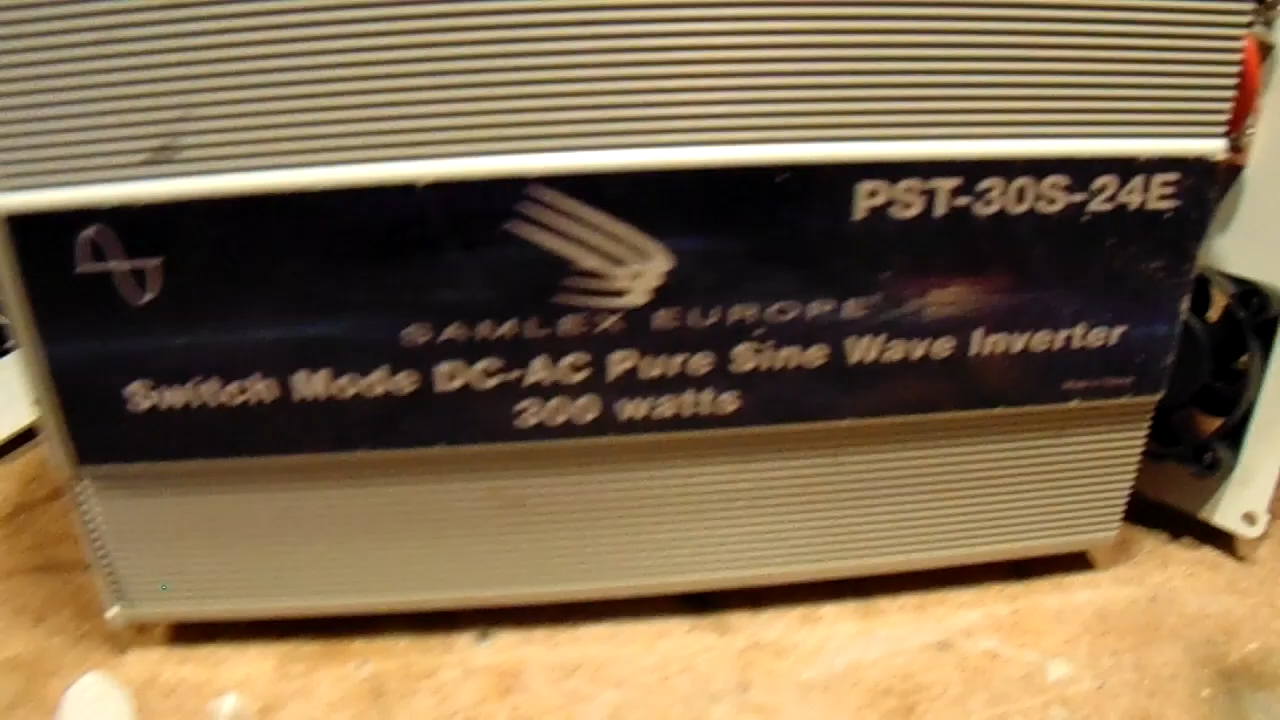 PST-30S-24E
SAMLEX EUROPE
Switch Mode DC-AC Pure Sine Wave Inverter
300 watts